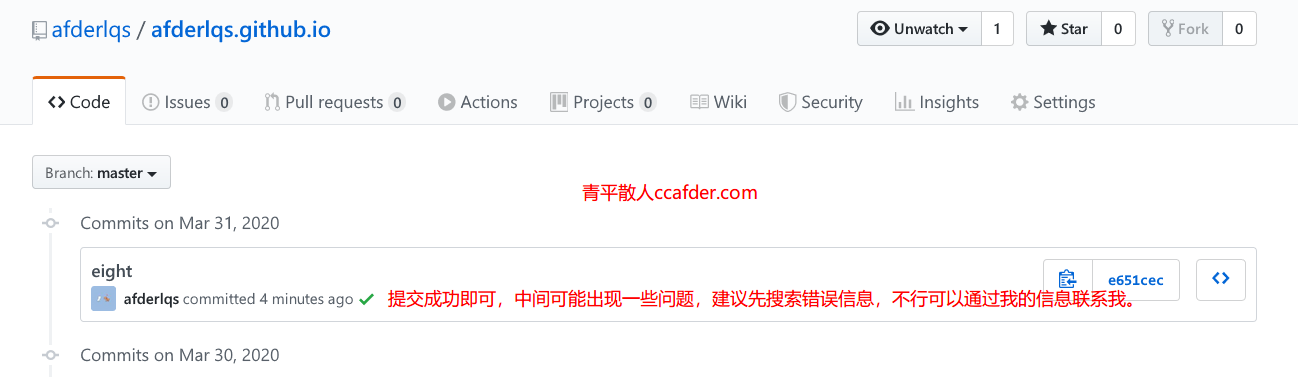 afderlqs / afderlqs.github.io
Unwatch 1 Star 0 Fork 0
Code Issues 0 Pull requests 0 Actions Projects 0 Wiki Security Insights Settings
Branch: master
青平散人ccafder.com
Commits on Mar 31, 2020
eight
e651cec
afderlqs committed 4 minutes ago
提交成功即可，中间可能出现一些问题，建议先搜索错误信息，不行可以通过我的信息联系我。
Commits on Mar 30, 2020